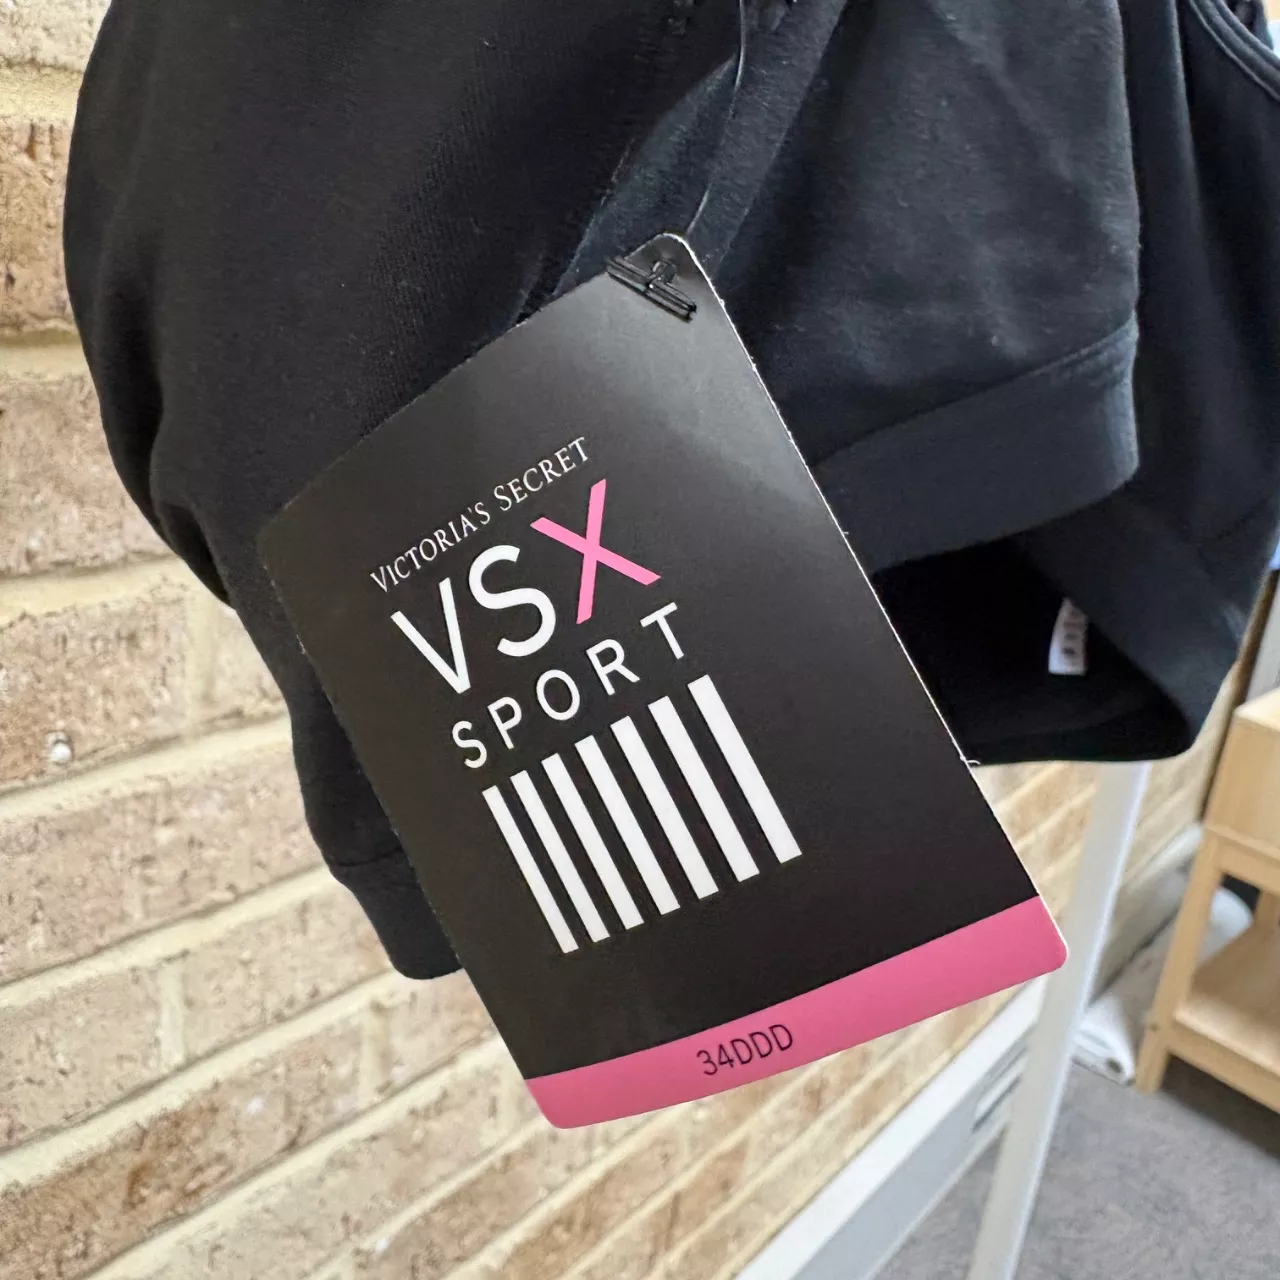 VICTORIA'S SECRET
VSX
SPORT
34DDD